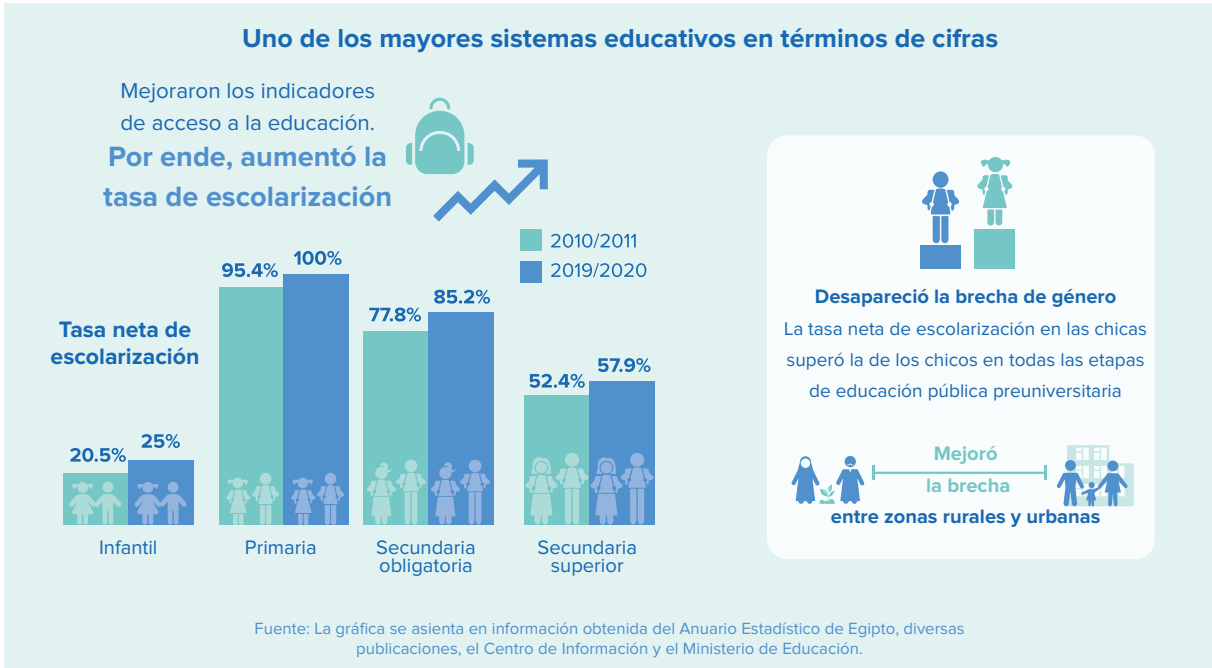 Uno de los mayores sistemas educativos en términos de cifras
Mejoraron los indicadores
de acceso a la educación.
Por ende, aumentó la
tasa de escolarización
2010/2011
2019/2020
Tasa neta de
escolarización
20.5%
25%
95.4%
100%
77.8%
85.2%
52.4%
57.9%
Infantil
Primaria
Secundaria
obligatoria
Secundaria
superior
Desapareció la brecha de género
La tasa neta de escolarización en las chicas
superó la de los chicos en todas las etapas
de educación pública preuniversitaria
Mejoró
la brecha
entre zonas rurales y urbanas
Fuente: La gráfica se asienta en información obtenida del Anuario Estadístico de Egipto, diversas
publicaciones, el Centro de Información y el Ministerio de Educación.